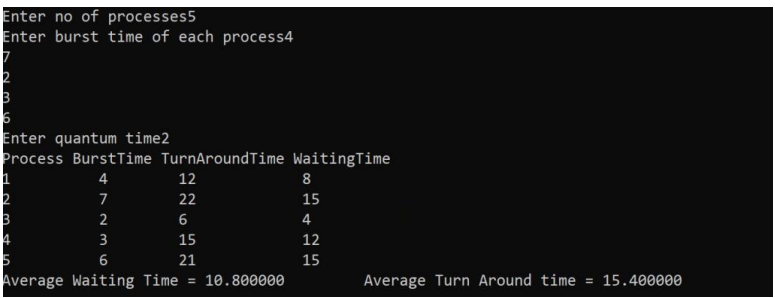 Enter no of processes5
Enter burst time of each process4
7
2
3
6
Enter quantum time2
Process BurstTime TurnAroundTime WaitingTime
1 4 12 8
2 7 22 15
3 2 6 4
4 3 15 12
5 6 21 15
Average Waiting Time = 10.800000 Average Turn Around time = 15.400000